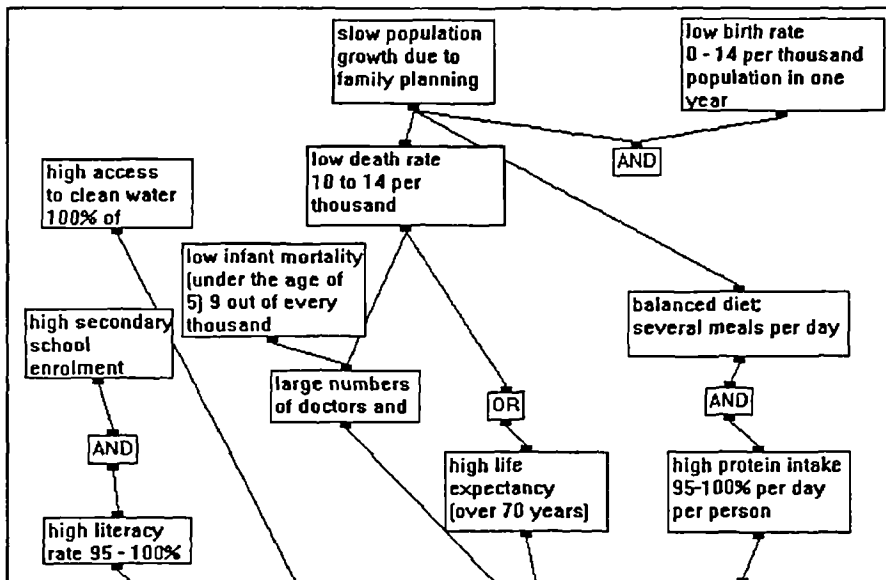 slow population
growth due to
family planning
low birth rate
0 - 14 per thousand
population in one
year
AND
low death rate
10 to 14 per
thousand
high access
to clean water
100% of
low infant mortality
(under the age of
5) 9 out of every
thousand
balanced diet;
several meals per day
high secondary
school
enrolment
large numbers
of doctors and
OR
AND
AND
high life
expectancy
(over 70 years)
high protein intake
95-100% per day
per person
high literacy
rate 95 - 100%